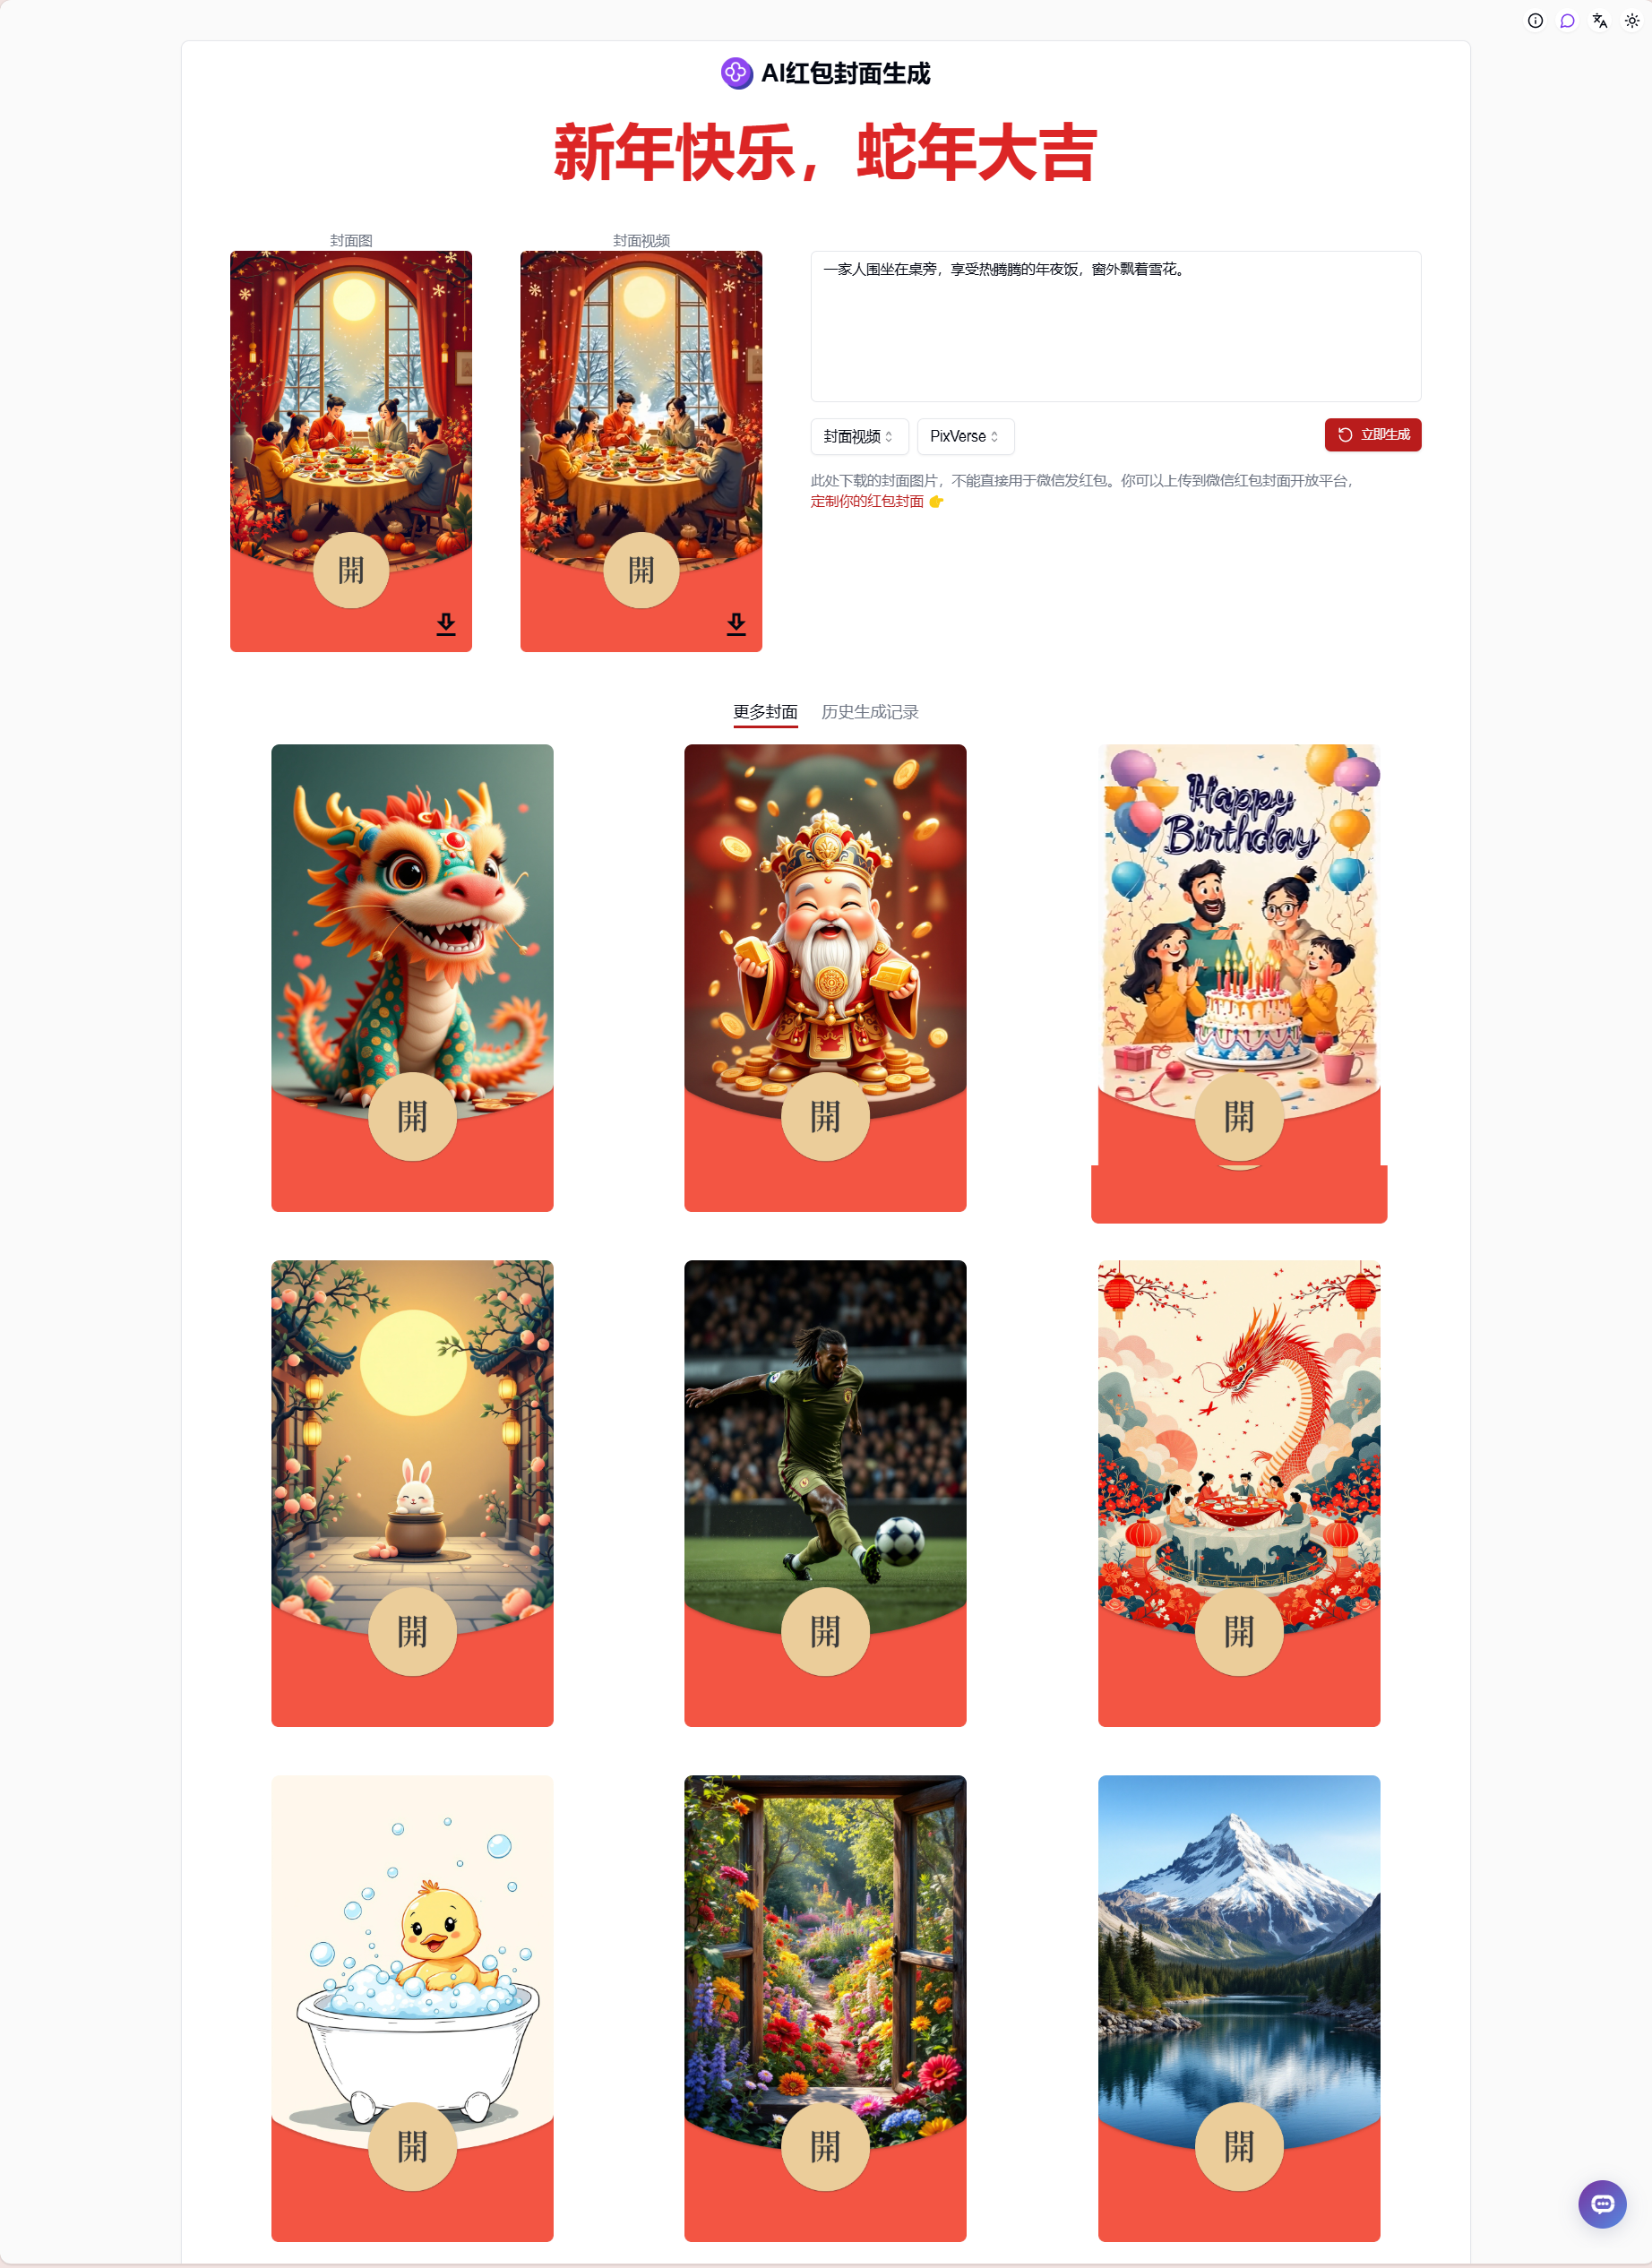 AI红包封面生成
新年快乐，蛇年大吉
封面图
封面视频
一家人围坐在桌旁，享受热腾腾的年夜饭，窗外飘着雪花。
封面视频
PixVerse
立即生成
此处下载的封面图片，不能直接用于微信发红包。你可以上传到微信红包封面开放平台，
定制你的红包封面 👉
開
開
更多封面
历史生成记录
Happy
Birthday
開
開
開
開
開
開
開
開
開